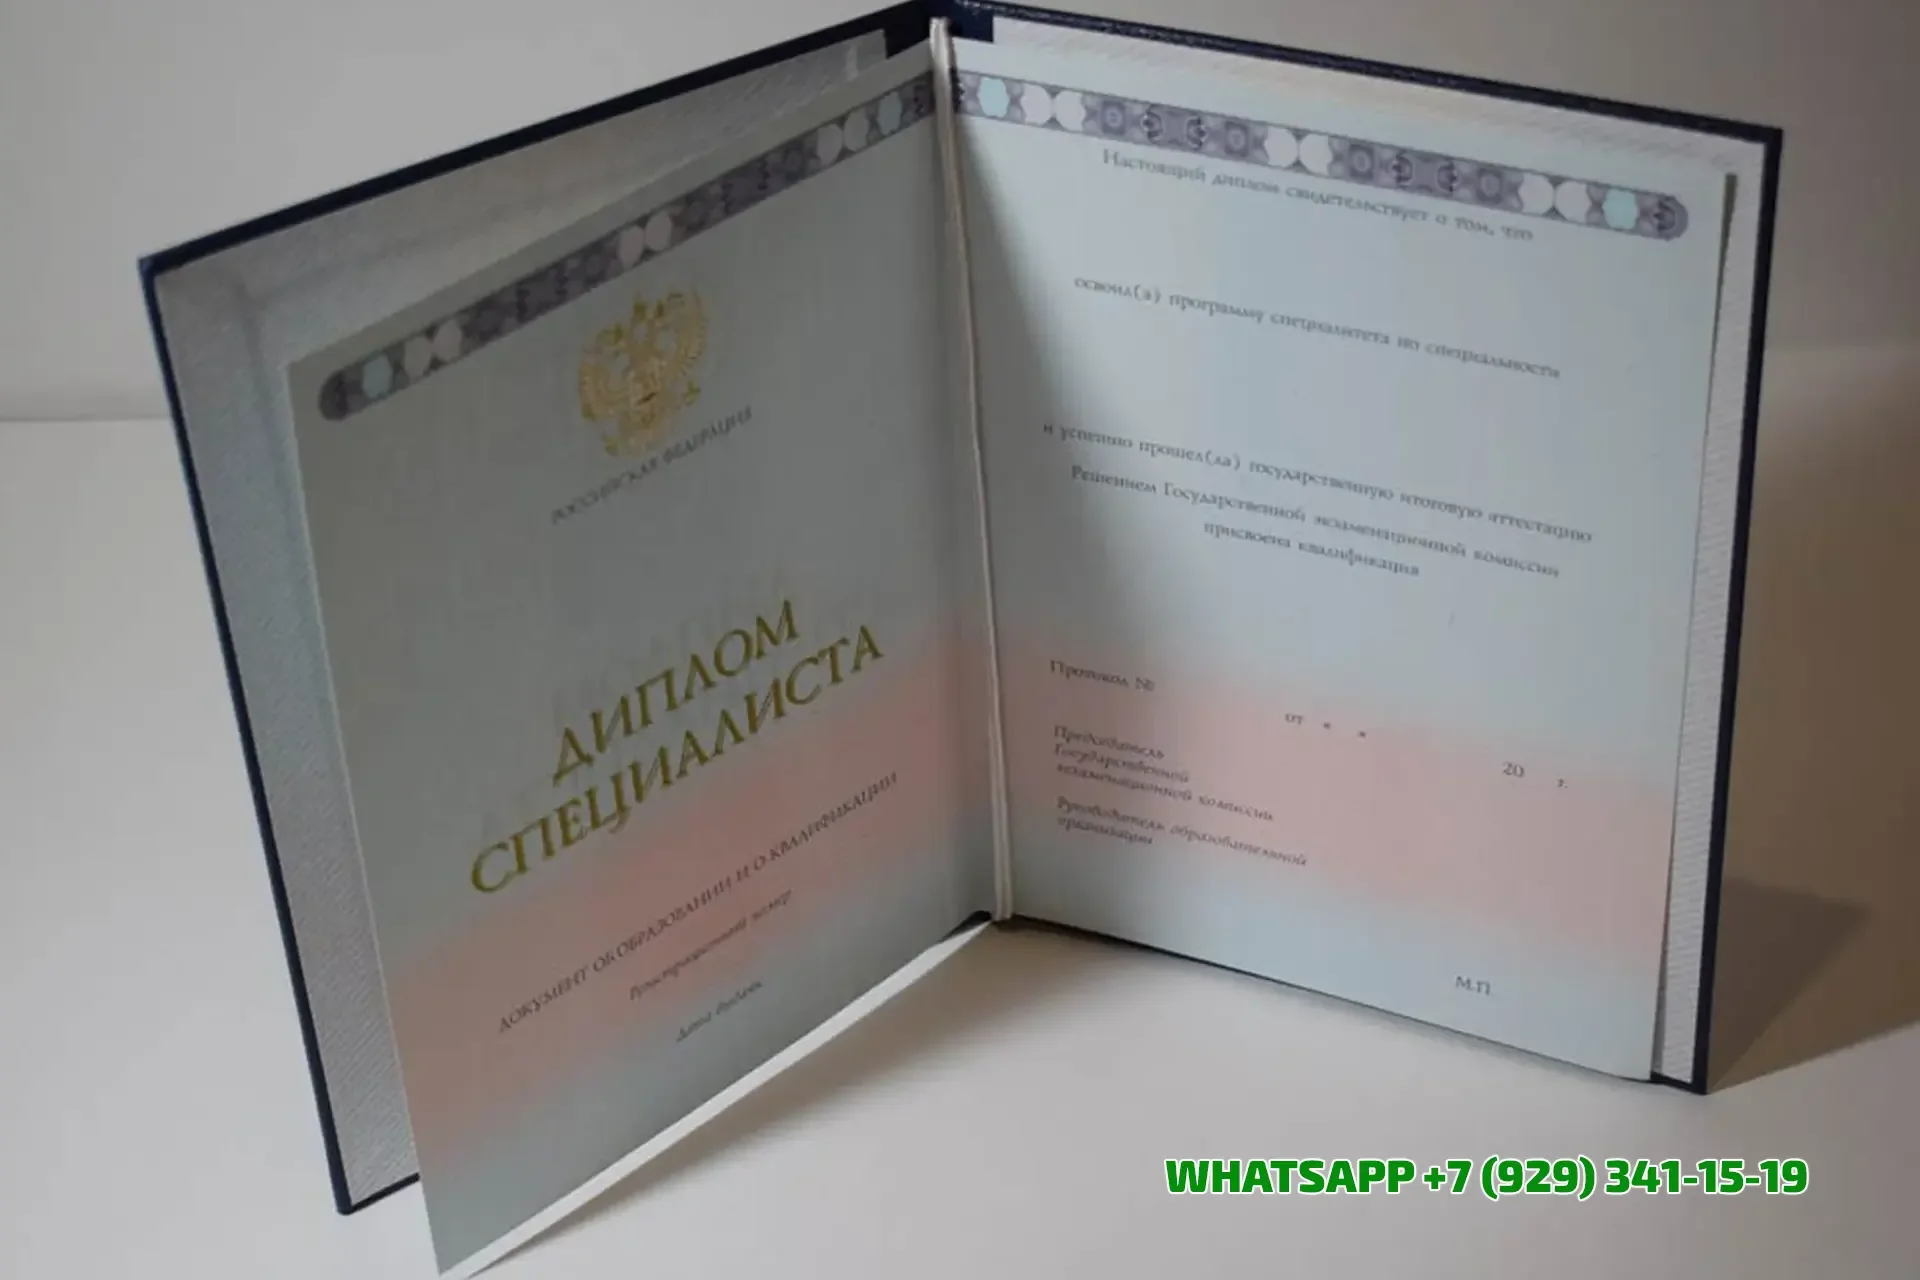 РОССИЙСКАЯ ФЕДЕРАЦИЯ
ДИПЛОМ
СПЕЦИАЛИСТА
ДОКУМЕНТ ОБ ОБРАЗОВАНИИ И О КВАЛИФИКАЦИИ
Регистрационный номер
Дата выдачи
Настоящий диплом свидетельствует о том, что
освоил(а) программу специалитета по специальности
и успешно прошел(ла) государственную итоговую аттестацию
Решением Государственной экзаменационной комиссии
присвоена квалификация
Протокол №
от « »
20 г.
Председатель
Государственной
экзаменационной комиссии
Руководитель образовательной
организации
М.П.
WHATSAPP +7 (929) 341-15-19